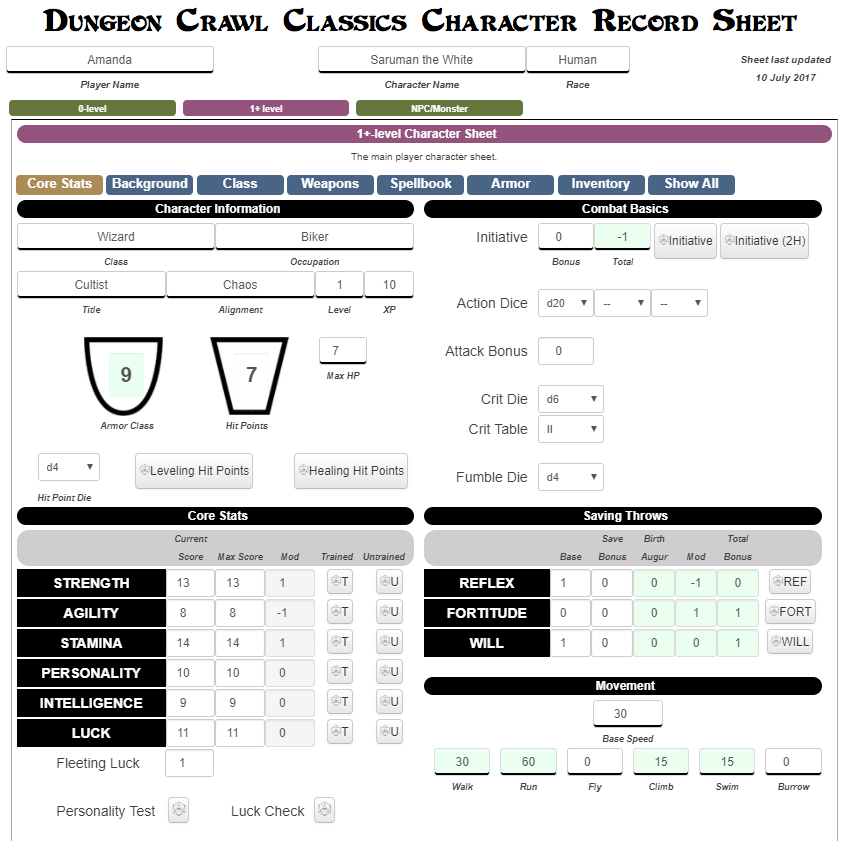 Dungeon Crawl Classics Character Record Sheet
Amanda Saruman the White Human
Player Name Character Name Race
Sheet last updated
10 July 2017
0-level 1+ level NPC/Monster
1+-level Character Sheet
The main player character sheet.
Core Stats Background Class Weapons Spellbook Armor Inventory Show All
Character Information
Wizard Biker
Class Occupation
Cultist Chaos 1 10
Title Alignment Level XP
9 7 7
Max HP
Armor Class Hit Points
d4 Leveling Hit Points Healing Hit Points
Hit Point Die
Combat Basics
Initiative 0 -1 Initiative Initiative (2H)
Bonus Total
Action Dice d20 -- --
Attack Bonus 0
Crit Die d6
Crit Table II
Fumble Die d4
Core Stats
Current
Score Max Score Mod Trained Untrained
STRENGTH 13 13 1 T U
AGILITY 8 8 -1 T U
STAMINA 14 14 1 T U
PERSONALITY 10 10 0 T U
INTELLIGENCE 9 9 0 T U
LUCK 11 11 0 T U
Fleeting Luck 1
Personality Test Luck Check
Saving Throws
Save Birth Total
Base Bonus Augur Mod Bonus
REFLEX 1 0 0 -1 0 REF
FORTITUDE 0 0 0 1 1 FORT
WILL 1 0 0 0 1 WILL
Movement
30
Base Speed
30 60 0 15 15 0
Walk Run Fly Climb Swim Burrow